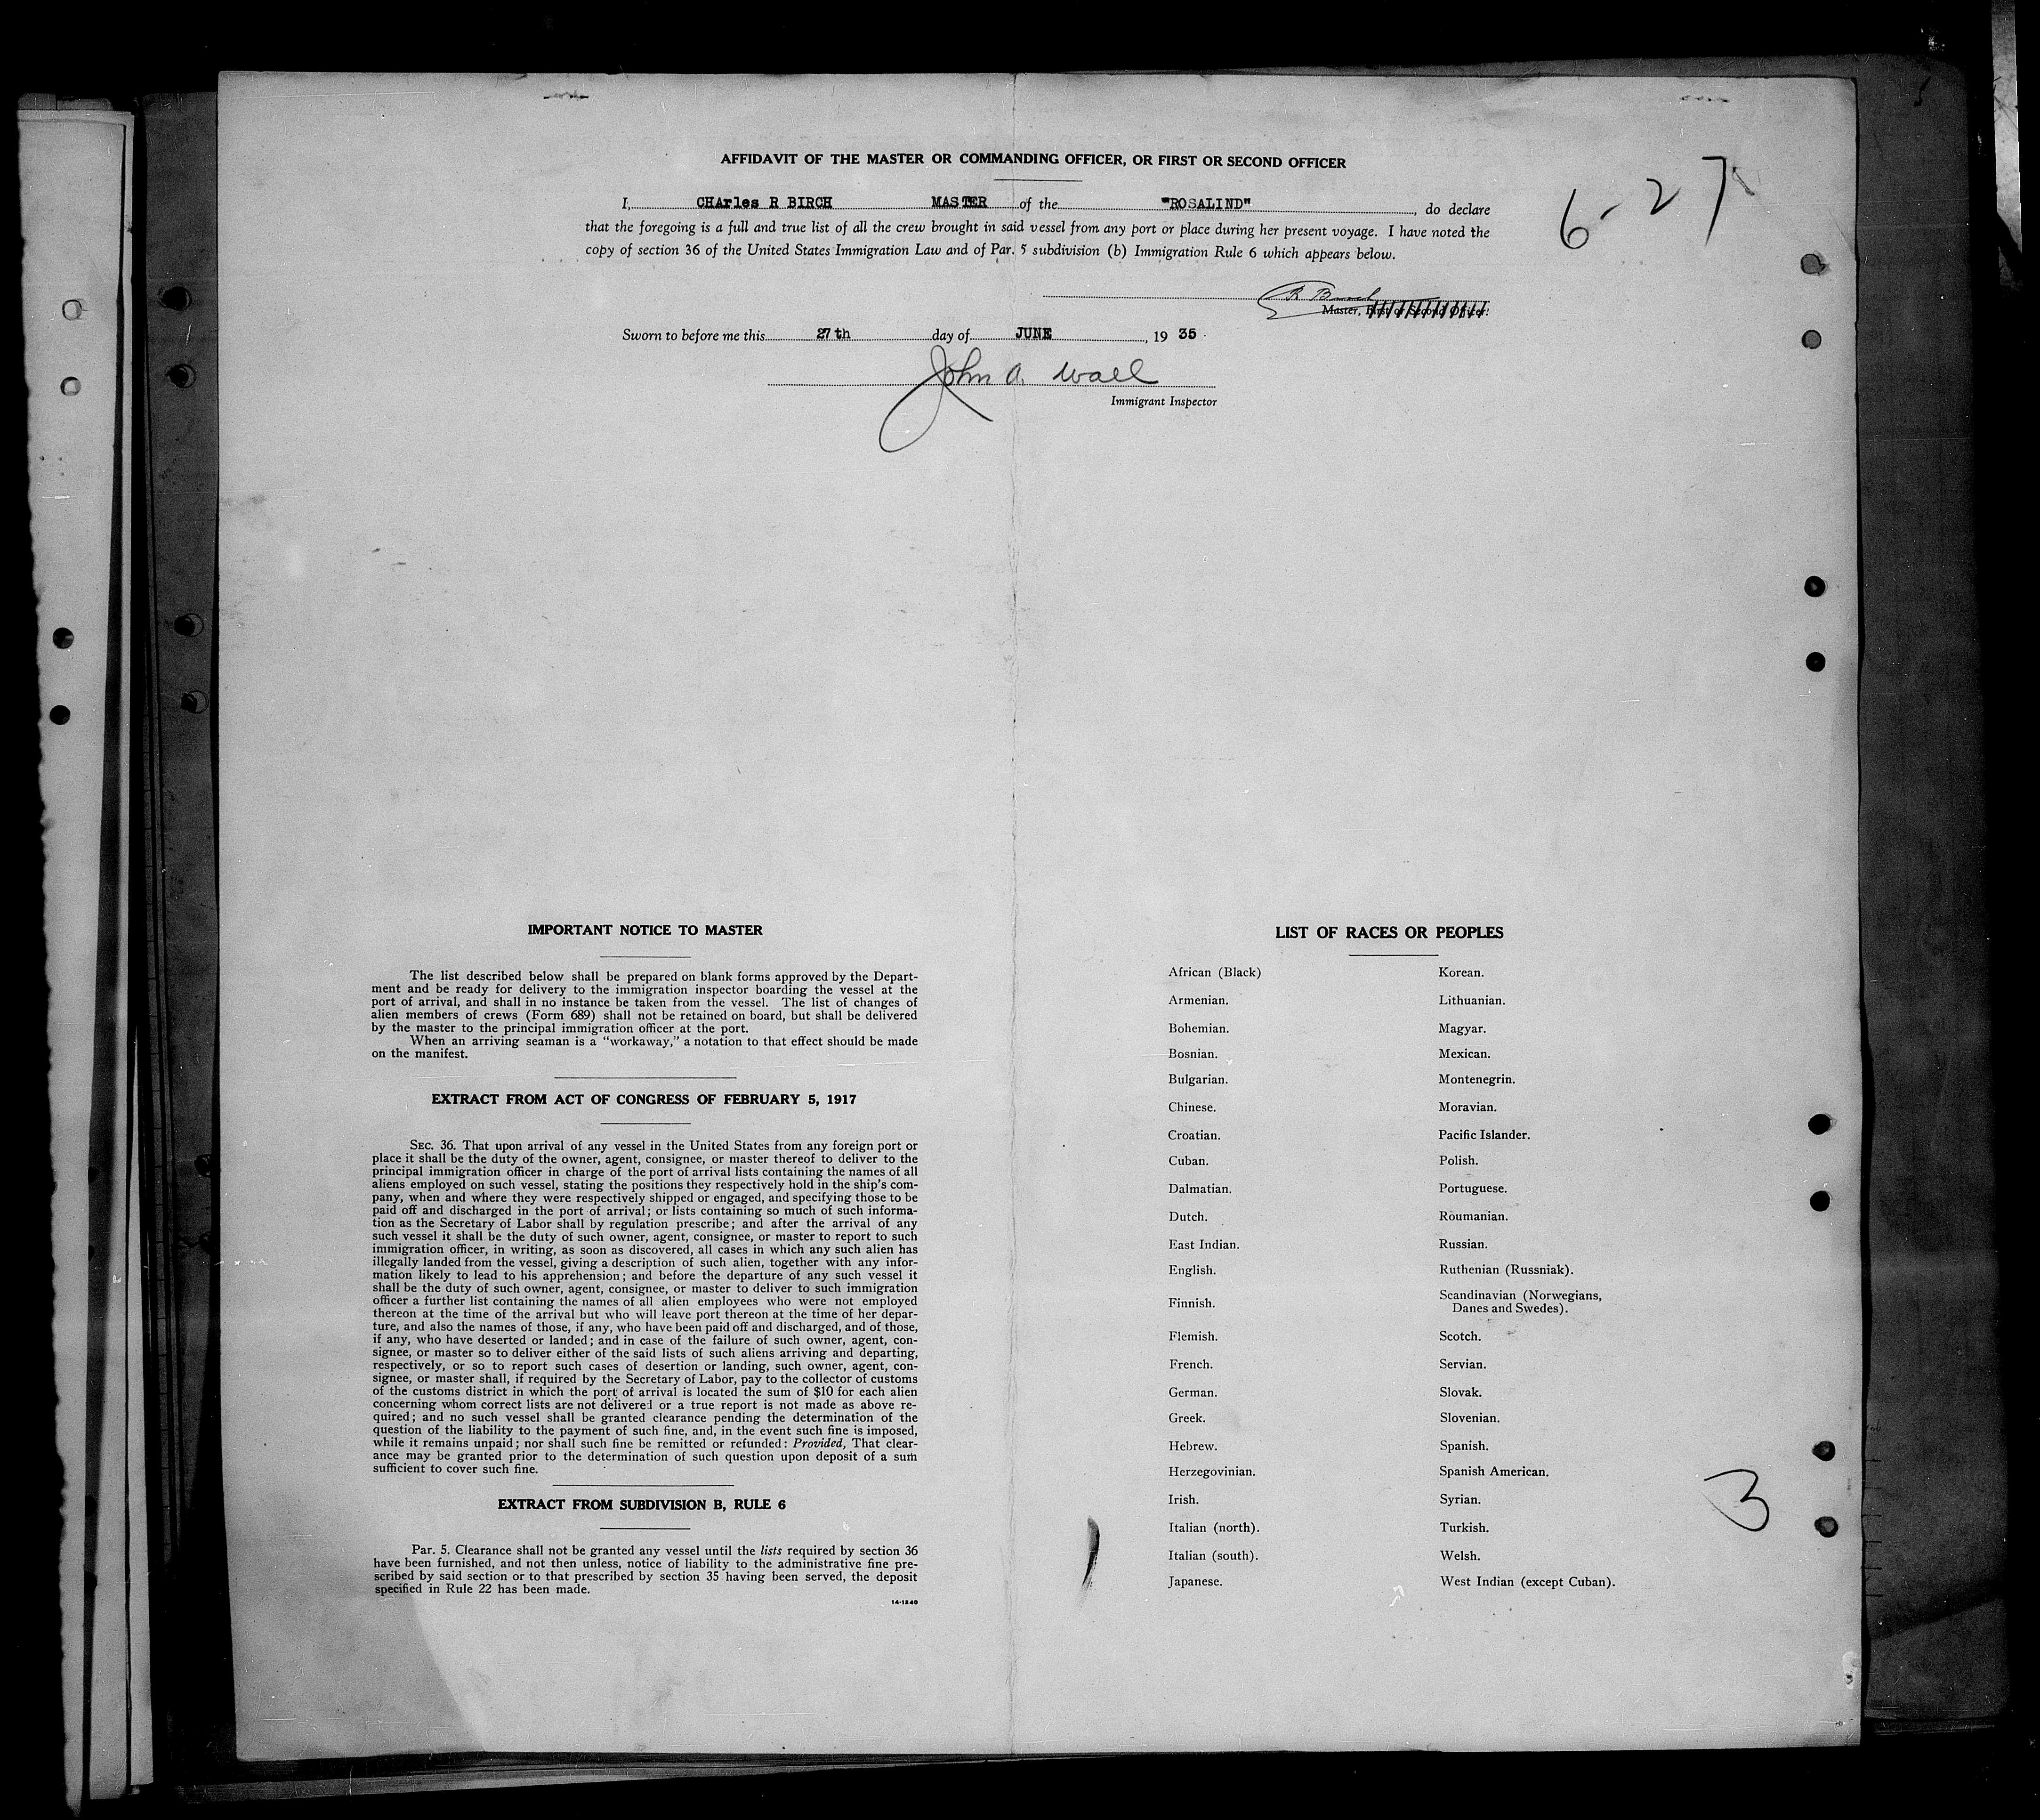 AFFIDAVIT OF THE MASTER OR COMMANDING OFFICER, OR FIRST OR SECOND OFFICER
I, CHArles R BIRCH MASTER of the "ROSALIND", do declare
that the foregoing is a full and true list of all the crew brought in said vessel from any port or place during her present voyage. I have noted the
copy of section 36 of the United States Immigration Law and of Par. 5 subdivision (b) Immigration Rule 6 which appears below.
6-27
R Birch
Master, First or Second Officer.
Sworn to before me this 27th day of JUNE, 19 35
John A. Wall
Immigrant Inspector
IMPORTANT NOTICE TO MASTER
The list described below shall be prepared on blank forms approved by the Depart-
ment and be ready for delivery to the immigration inspector boarding the vessel at the
port of arrival, and shall in no instance be taken from the vessel. The list of changes of
alien members of crews (Form 689) shall not be retained on board, but shall be delivered
by the master to the principal immigration officer at the port.
When an arriving seaman is a "workaway," a notation to that effect should be made
on the manifest.
EXTRACT FROM ACT OF CONGRESS OF FEBRUARY 5, 1917
SEC. 36. That upon arrival of any vessel in the United States from any foreign port or
place it shall be the duty of the owner, agent, consignee, or master thereof to deliver to the
principal immigration officer in charge of the port of arrival lists containing the names of all
aliens employed on such vessel, stating the positions they respectively hold in the ship's com-
pany, when and where they were respectively shipped or engaged, and specifying those to be
paid off and discharged in the port of arrival; or lists containing so much of such informa-
tion as the Secretary of Labor shall by regulation prescribe; and after the arrival of any
such vessel it shall be the duty of such owner, agent, consignee, or master to report to such
immigration officer, in writing, as soon as discovered, all cases in which any such alien has
illegally landed from the vessel, giving a description of such alien, together with any infor-
mation likely to lead to his apprehension; and before the departure of any such vessel it
shall be the duty of such owner, agent, consignee, or master to deliver to such immigration
officer a further list containing the names of all alien employees who were not employed
thereon at the time of the arrival but who will leave port thereon at the time of her depar-
ture, and also the names of those, if any, who have been paid off and discharged, and of those,
if any, who have deserted or landed; and in case of the failure of such owner, agent, con-
signee, or master so to deliver either of the said lists of such aliens arriving and departing,
respectively, or so to report such cases of desertion or landing, such owner, agent, con-
signee, or master shall, if required by the Secretary of Labor, pay to the collector of customs
of the customs district in which the port of arrival is located the sum of $10 for each alien
concerning whom correct lists are not delivered or a true report is not made as above re-
quired; and no such vessel shall be granted clearance pending the determination of the
question of the liability to the payment of such fine, and, in the event such fine is imposed,
while it remains unpaid; nor shall such fine be remitted or refunded: Provided, That clear-
ance may be granted prior to the determination of such question upon deposit of a sum
sufficient to cover such fine.
EXTRACT FROM SUBDIVISION B, RULE 6
Par. 5. Clearance shall not be granted any vessel until the lists required by section 36
have been furnished, and not then unless, notice of liability to the administrative fine pre-
scribed by said section or to that prescribed by section 35 having been served, the deposit
specified in Rule 22 has been made.
14-1240
LIST OF RACES OR PEOPLES
African (Black)
Armenian.
Bohemian.
Bosnian.
Bulgarian.
Chinese.
Croatian.
Cuban.
Dalmatian.
Dutch.
East Indian.
English.
Finnish.
Flemish.
French.
German.
Greek.
Hebrew.
Herzegovinian.
Irish.
Italian (north).
Italian (south).
Japanese.
Korean.
Lithuanian.
Magyar.
Mexican.
Montenegrin.
Moravian.
Pacific Islander.
Polish.
Portuguese.
Roumanian.
Russian.
Ruthenian (Russniak).
Scandinavian (Norwegians,
Danes and Swedes).
Scotch.
Servian.
Slovak.
Slovenian.
Spanish.
Spanish American.
Syrian.
Turkish.
Welsh.
West Indian (except Cuban).
3